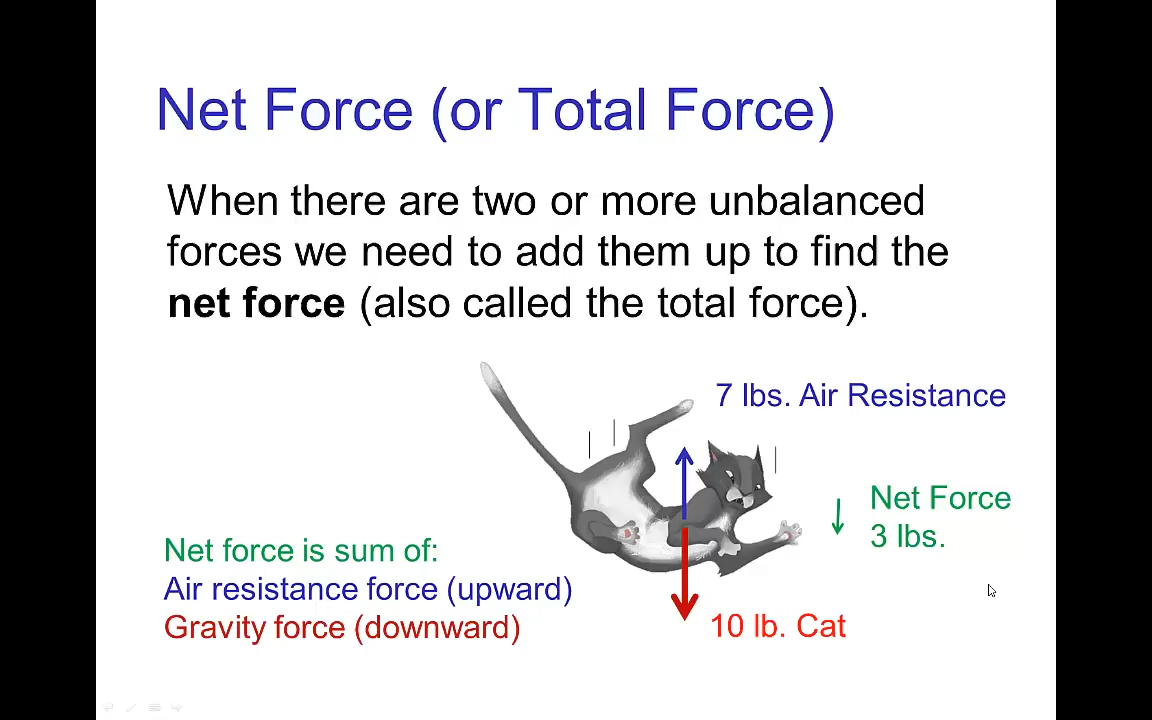 Net Force (or Total Force)
When there are two or more unbalanced
forces we need to add them up to find the
net force (also called the total force).
7 lbs. Air Resistance
Net Force
3 lbs.
Net force is sum of:
Air resistance force (upward)
Gravity force (downward)
10 lb. Cat